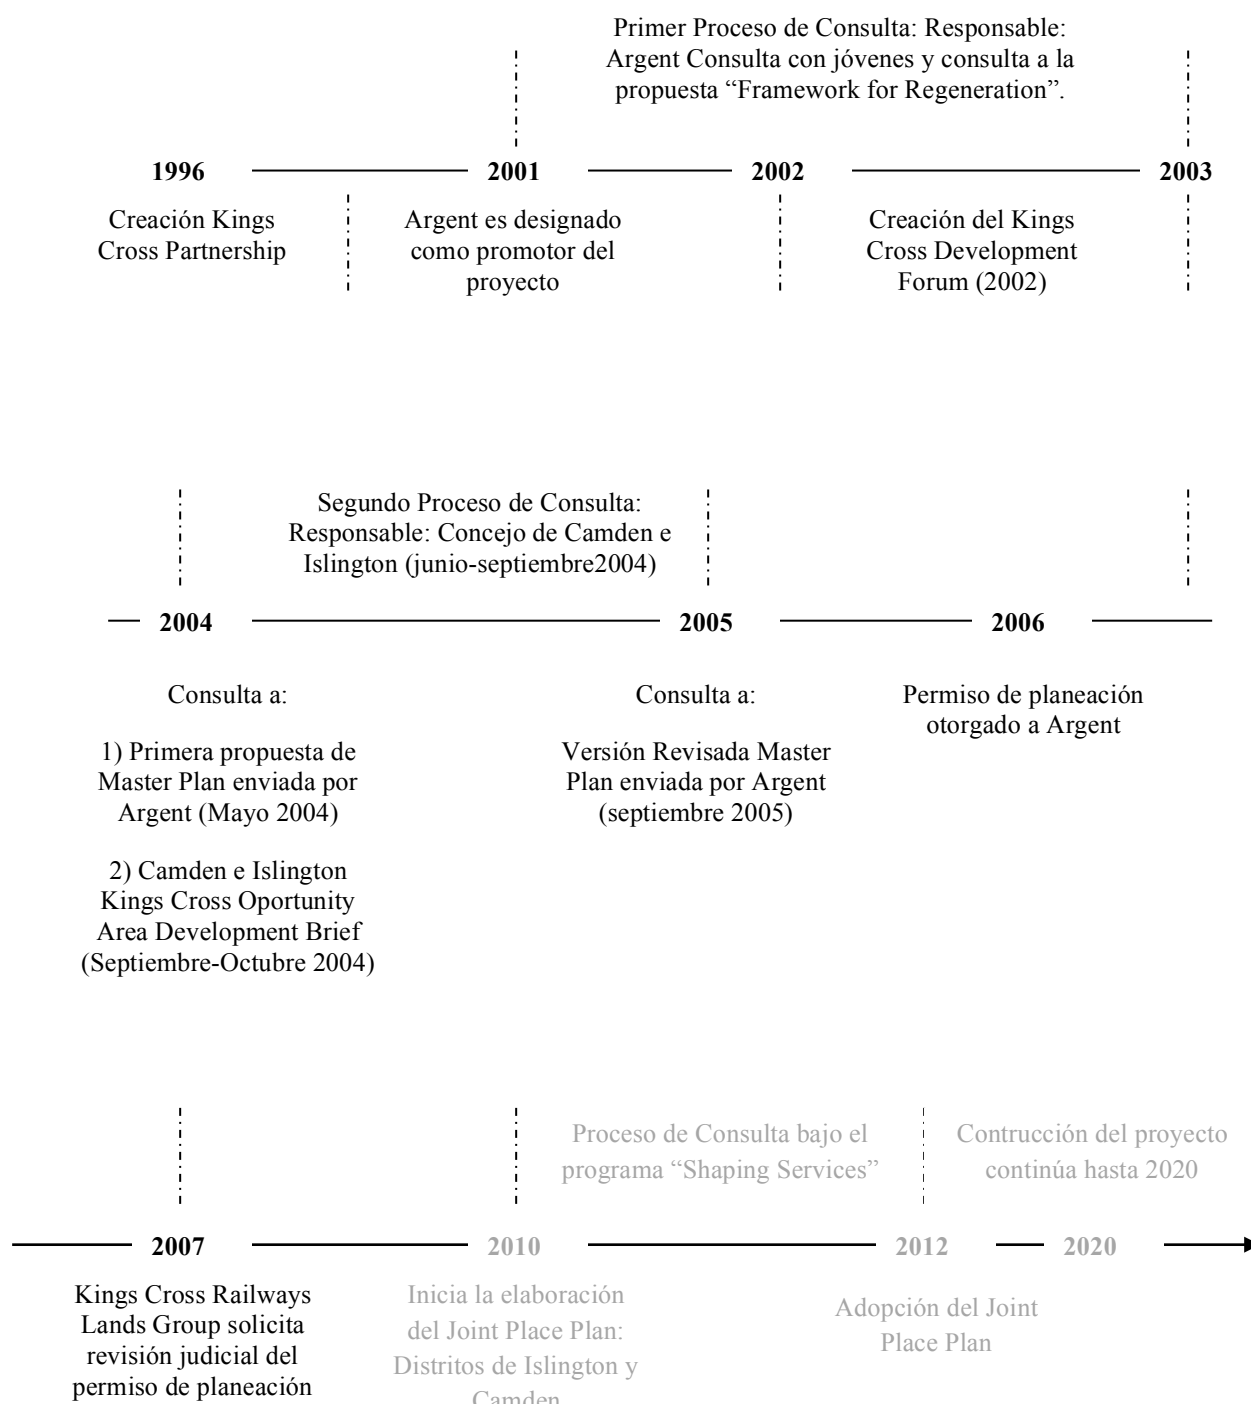 Primer Proceso de Consulta: Responsable:
Argent Consulta con jóvenes y consulta a la
propuesta “Framework for Regeneration”.
1996
2001
2002
2003
Creación Kings
Cross Partnership
Argent es designado
como promotor del
proyecto
Creación del Kings
Cross Development
Forum (2002)
Segundo Proceso de Consulta:
Responsable: Concejo de Camden e
Islington (junio-septiembre2004)
2004
2005
2006
Consulta a:
1) Primera propuesta de
Master Plan enviada por
Argent (Mayo 2004)
2) Camden e Islington
Kings Cross Oportunity
Area Development Brief
(Septiembre-Octubre 2004)
Consulta a:
Versión Revisada Master
Plan enviada por Argent
(septiembre 2005)
Permiso de planeación
otorgado a Argent
Proceso de Consulta bajo el
programa “Shaping Services”
Contrucción del proyecto
continúa hasta 2020
2007
2010
2012
2020
Kings Cross Railways
Lands Group solicita
revisión judicial del
permiso de planeación
Inicia la elaboración
del Joint Place Plan:
Distritos de Islington y
Camden
Adopción del Joint
Place Plan